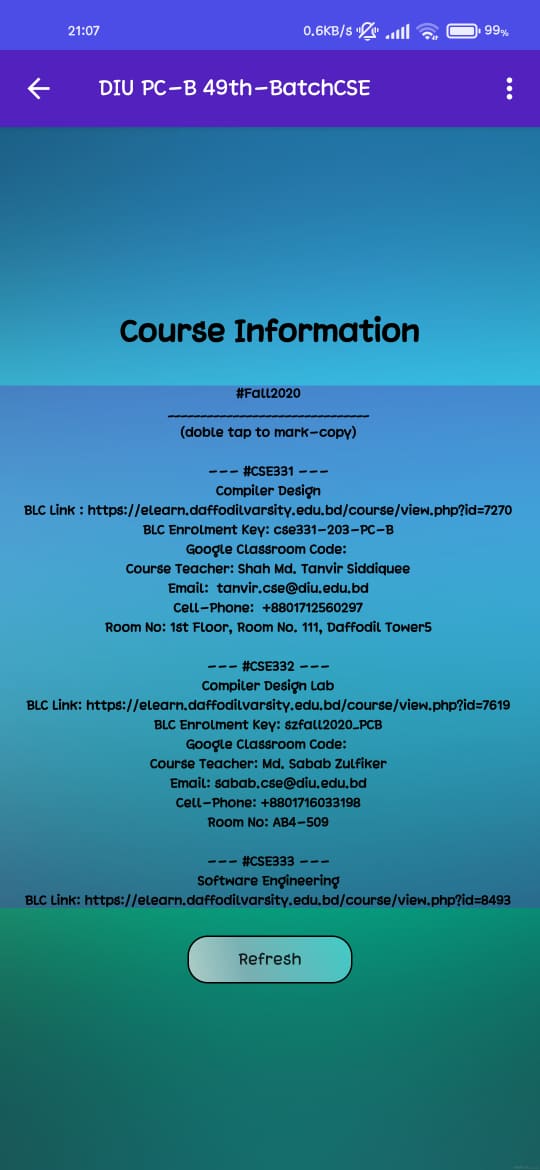 21:07 0.6KB/s 99%
DIU PC-B 49th-BatchCSE
Course Information
#Fall2020
_______________________________
(doble tap to mark-copy)
--- #CSE331 ---
Compiler Design
BLC Link : https://elearn.daffodilvarsity.edu.bd/course/view.php?id=7270
BLC Enrolment Key: cse331-203-PC-B
Google Classroom Code:
Course Teacher: Shah Md. Tanvir Siddiquee
Email:  tanvir.cse@diu.edu.bd
Cell-Phone:  +8801712560297
Room No: 1st Floor, Room No. 111, Daffodil Tower5
--- #CSE332 ---
Compiler Design Lab
BLC Link: https://elearn.daffodilvarsity.edu.bd/course/view.php?id=7619
BLC Enrolment Key: szfall2020_PCB
Google Classroom Code:
Course Teacher: Md. Sabab Zulfiker
Email: sabab.cse@diu.edu.bd
Cell-Phone: +8801716033198
Room No: AB4-509
--- #CSE333 ---
Software Engineering
BLC Link: https://elearn.daffodilvarsity.edu.bd/course/view.php?id=8493
Refresh